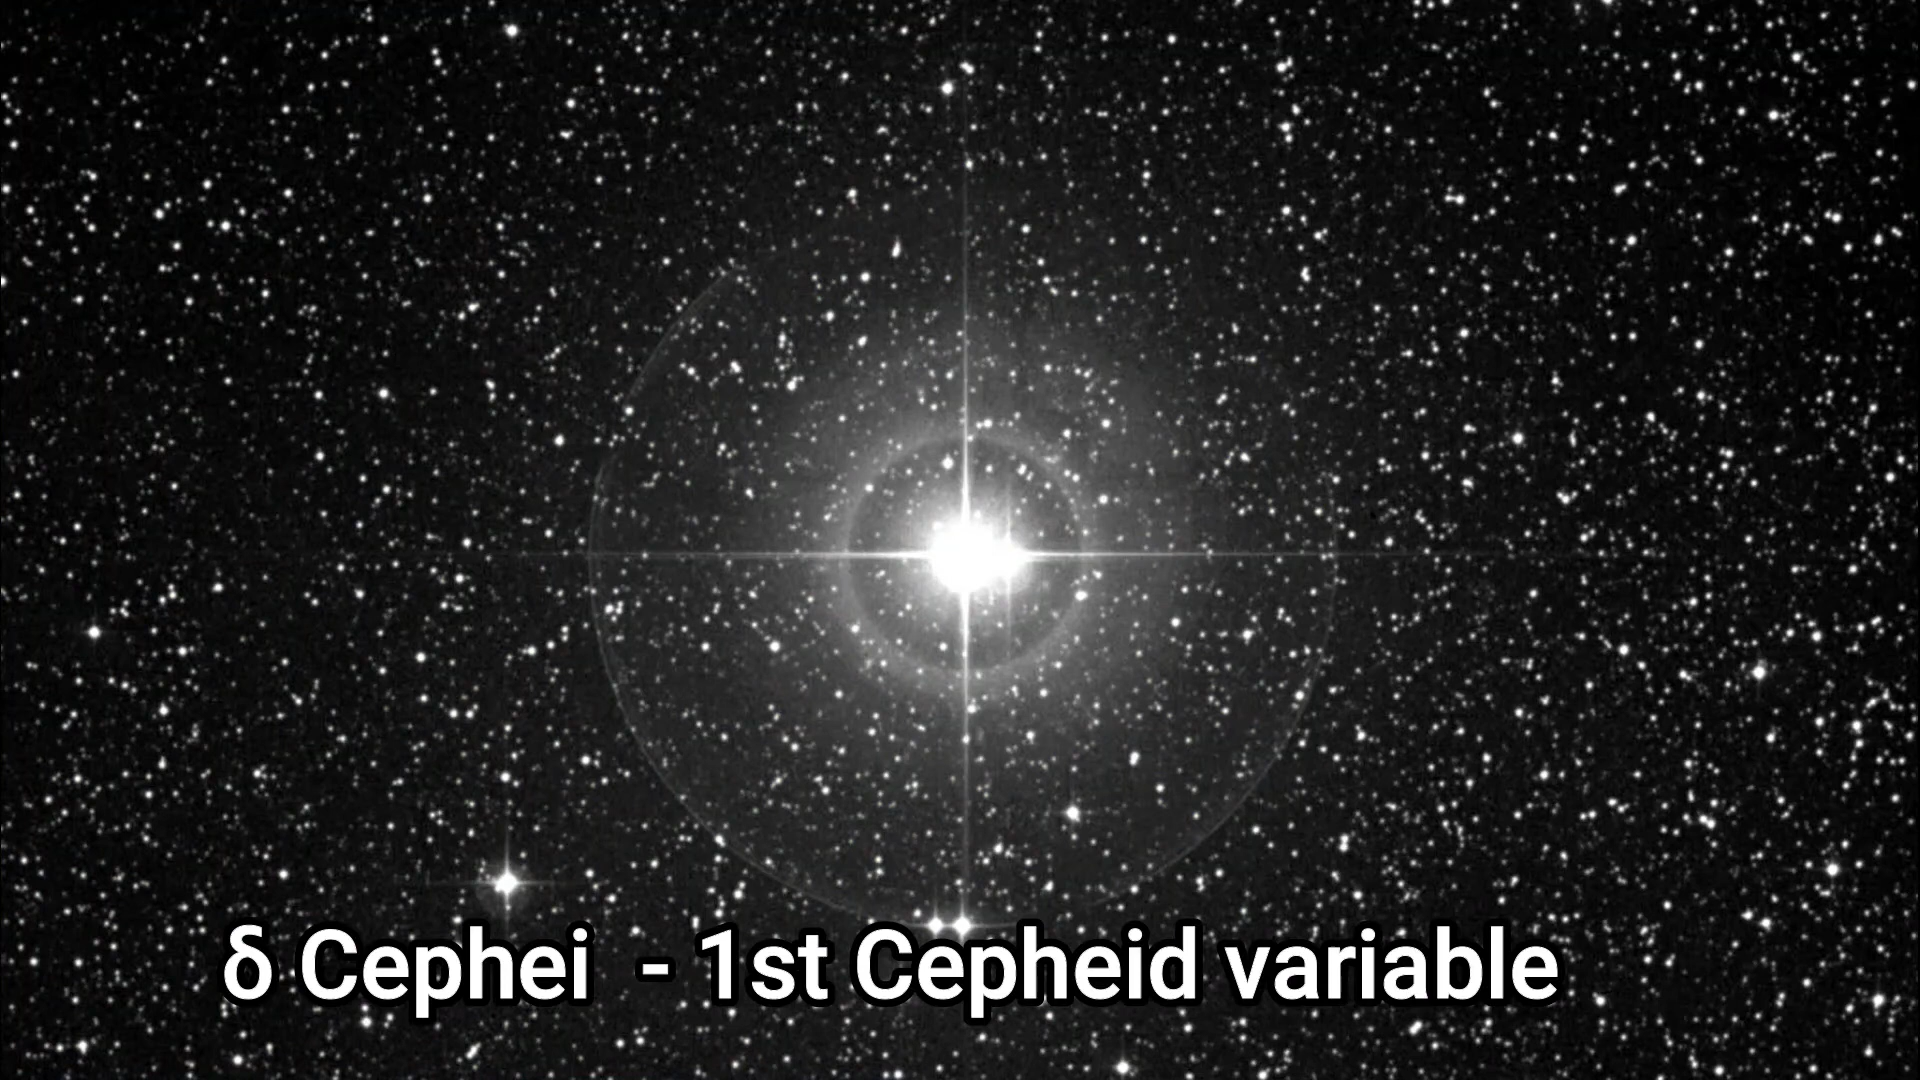 δ Cephei - 1st Cepheid variable